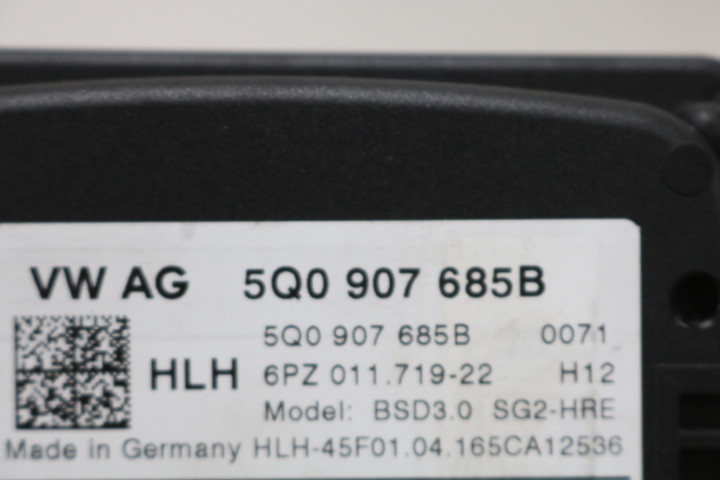 VW AG 5Q0 907 685B
5Q0 907 685B 0071
HLH 6PZ 011.719-22 H12
Model: BSD3.0 SG2-HRE
Made in Germany HLH-45F01.04.165CA12536